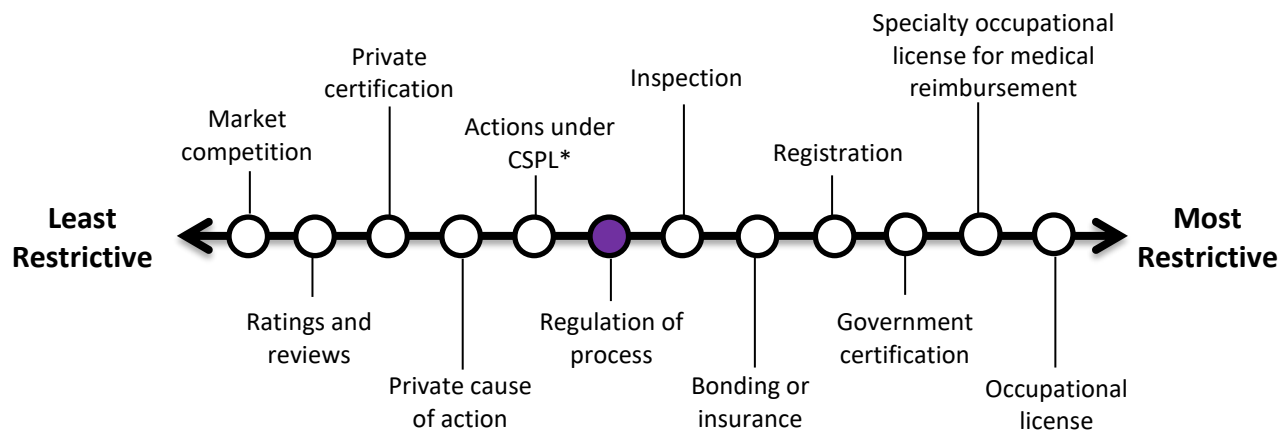 Specialty occupational
license for medical
reimbursement
Private
certification
Inspection
Market
competition
Actions under
CSPL*
Registration
Least
Restrictive
Most
Restrictive
Ratings and
reviews
Regulation of
process
Government
certification
Private cause
of action
Bonding or
insurance
Occupational
license